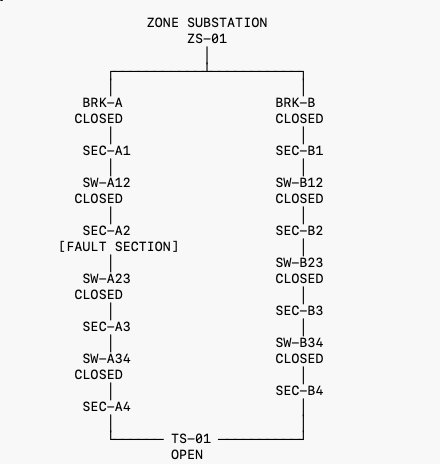 ZONE SUBSTATION
ZS-01
BRK-A BRK-B
CLOSED CLOSED
SEC-A1 SEC-B1
SW-A12 SW-B12
CLOSED CLOSED
SEC-A2 SEC-B2
[FAULT SECTION]
SW-B23
SW-A23 CLOSED
CLOSED
SEC-B3
SEC-A3
SW-B34
SW-A34 CLOSED
CLOSED
SEC-B4
SEC-A4
TS-01
OPEN